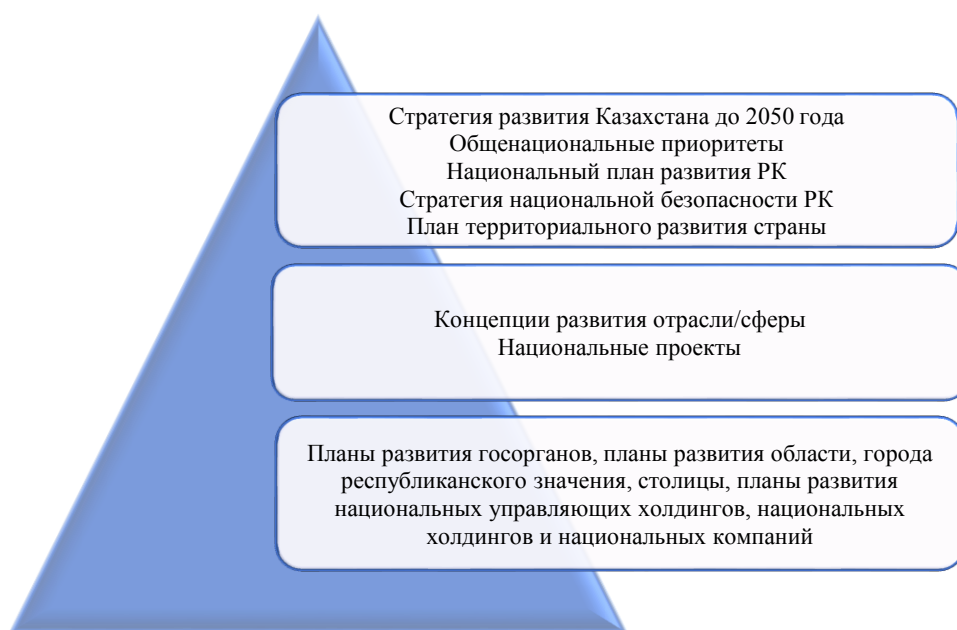 Стратегия развития Казахстана до 2050 года
Общенациональные приоритеты
Национальный план развития РК
Стратегия национальной безопасности РК
План территориального развития страны
Концепции развития отрасли/сферы
Национальные проекты
Планы развития госорганов, планы развития области, города
республиканского значения, столицы, планы развития
национальных управляющих холдингов, национальных
холдингов и национальных компаний